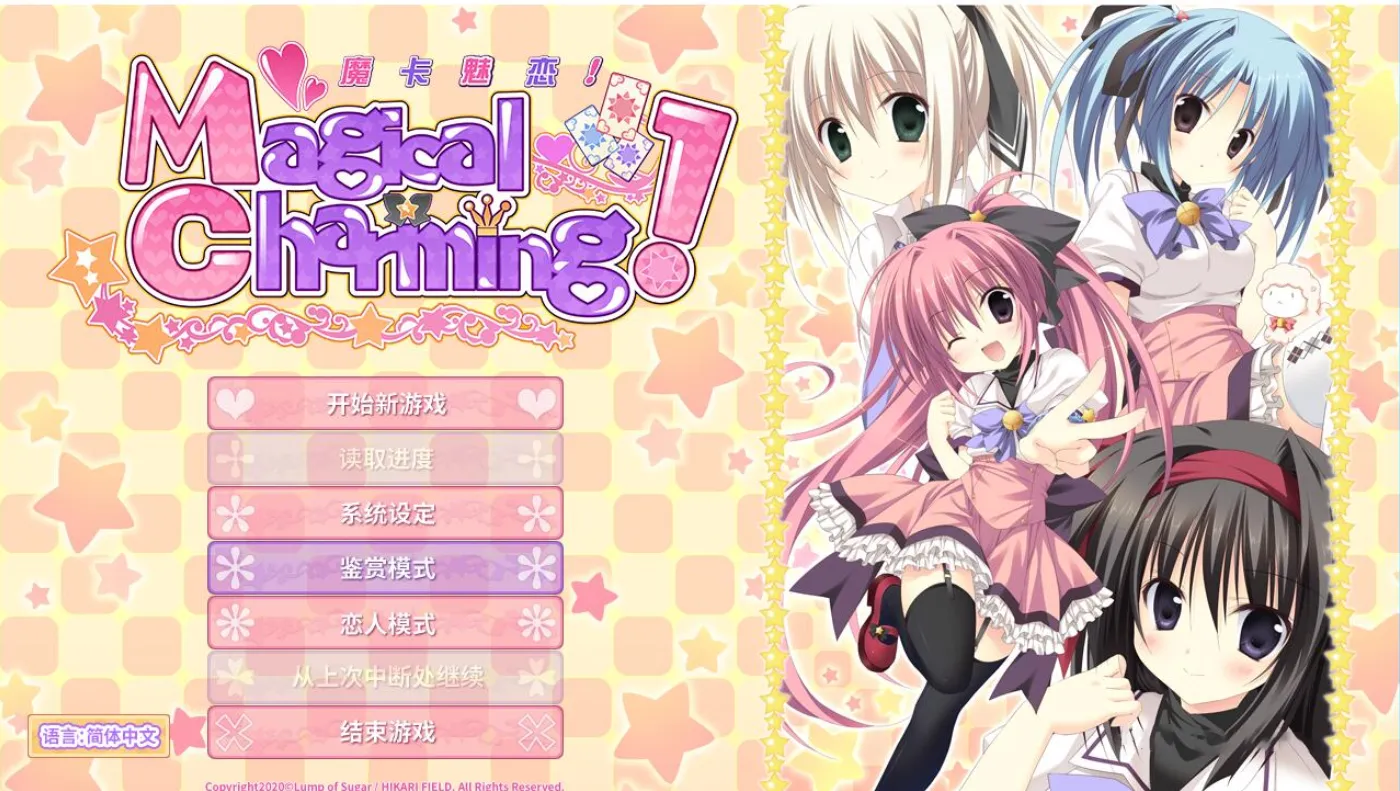 魔卡魅恋!
Magical
Charming!
开始新游戏
读取进度
系统设定
鉴赏模式
恋人模式
从上次中断处继续
结束游戏
语言:简体中文
Copyright2020©Lump of Sugar / HIKARI FIELD. All Rights Reserved.